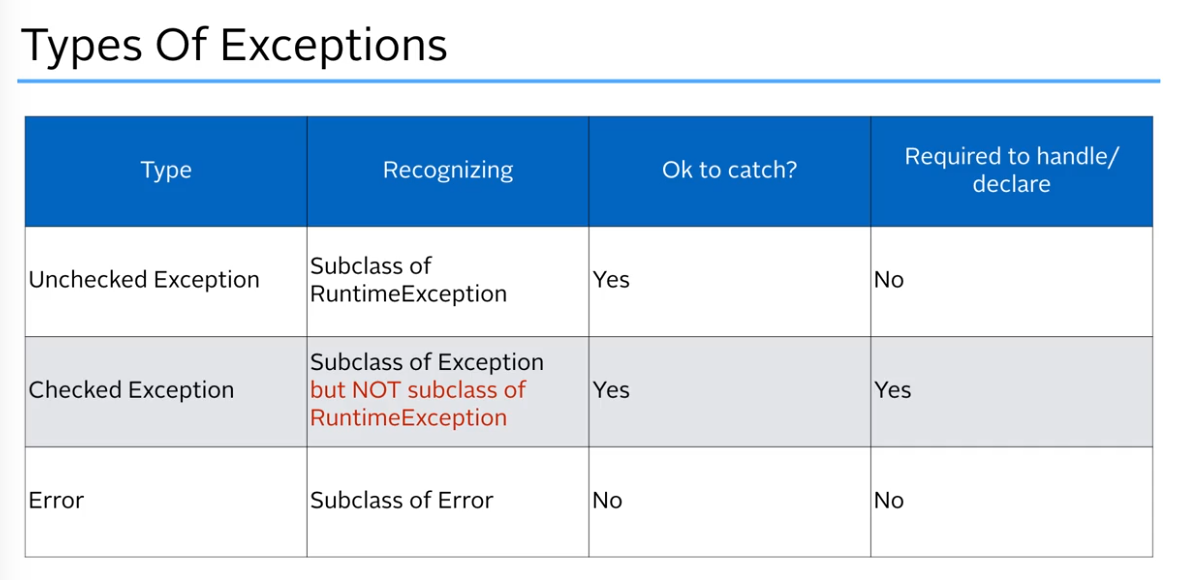 Types Of Exceptions
Type
Recognizing
Ok to catch?
Required to handle/
declare
Unchecked Exception
Subclass of
RuntimeException
Yes
No
Checked Exception
Subclass of Exception
but NOT subclass of
RuntimeException
Yes
Yes
Error
Subclass of Error
No
No